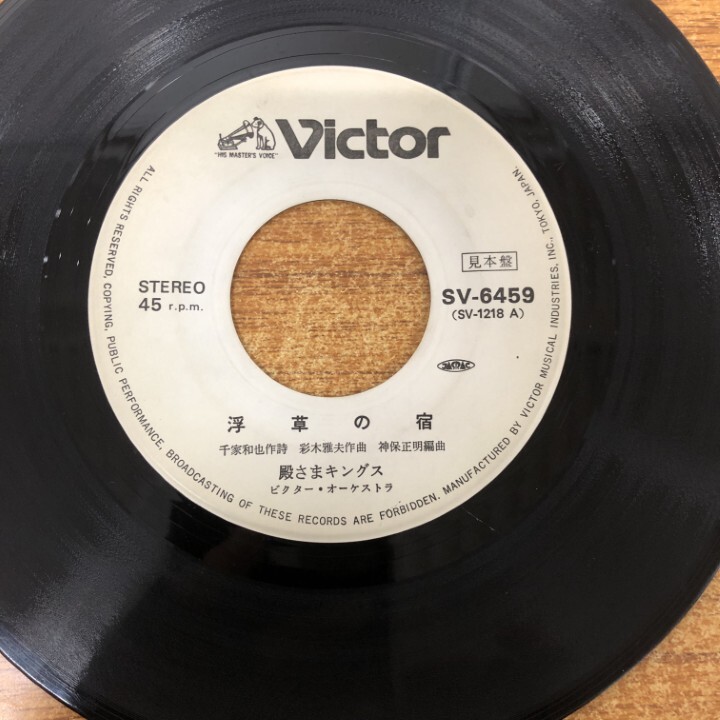 "HIS MASTER'S VOICE"
Victor
STEREO
45 r.p.m.
見本盤
SV-6459
(SV-1218 A)
浮草の宿
千家和也作詩 彩木雅夫作曲 神保正明編曲
殿さまキングス
ビクター・オーケストラ
ALL RIGHTS RESERVED, COPYING, PUBLIC PERFORMANCE, BROADCASTING OF THESE RECORDS ARE FORBIDDEN. MANUFACTURED BY VICTOR MUSICAL INDUSTRIES, INC., TOKYO, JAPAN.